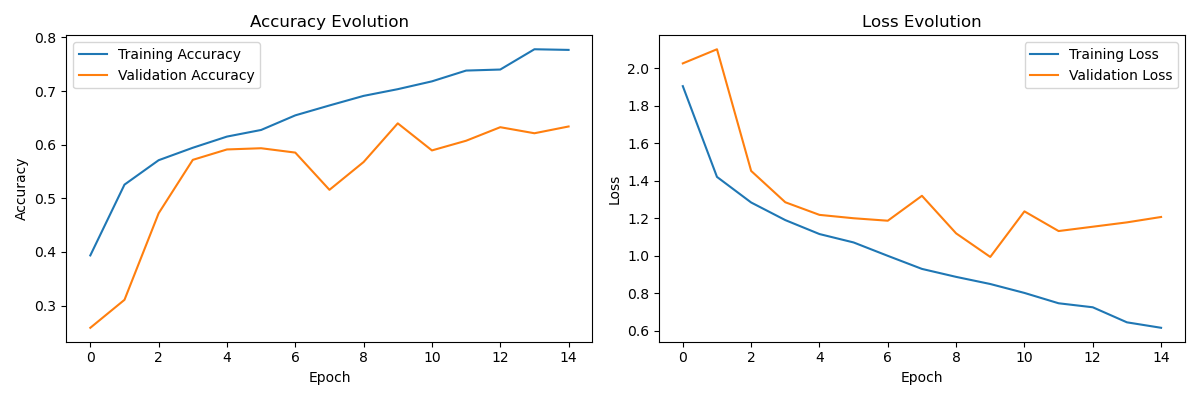 Accuracy Evolution
Training Accuracy
Validation Accuracy
0.8
0.7
0.6
0.5
0.4
0.3
Accuracy
0 2 4 6 8 10 12 14
Epoch
Loss Evolution
Training Loss
Validation Loss
2.0
1.8
1.6
1.4
1.2
1.0
0.8
0.6
Loss
0 2 4 6 8 10 12 14
Epoch